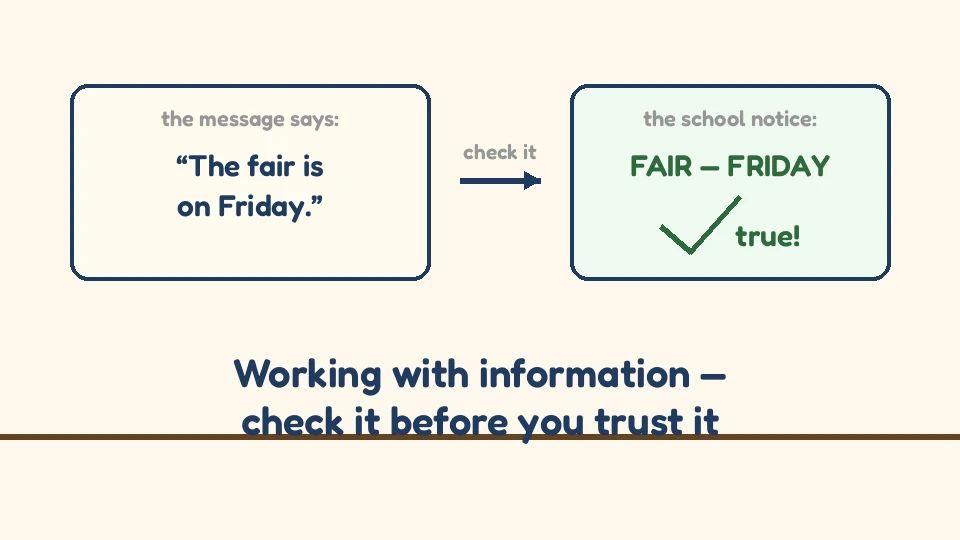 the message says:
“The fair is
on Friday.”
check it
the school notice:
FAIR – FRIDAY
true!
Working with information –
check it before you trust it